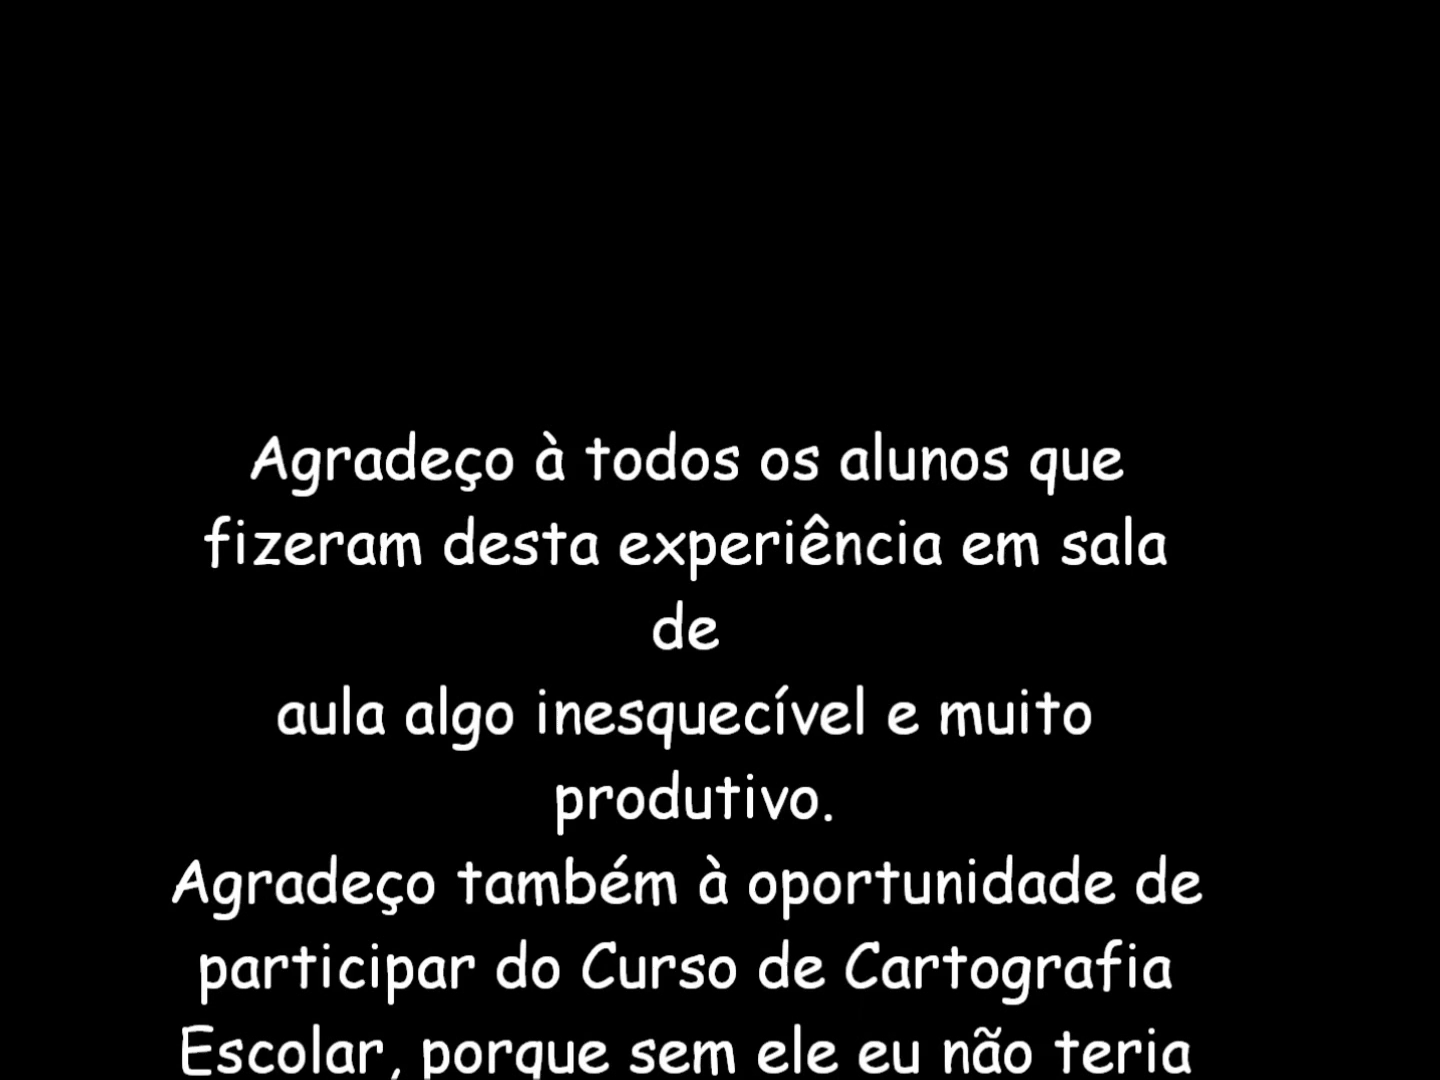 Agradeço à todos os alunos que
fizeram desta experiência em sala
de
aula algo inesquecível e muito
produtivo.
Agradeço também à oportunidade de
participar do Curso de Cartografia
Escolar, porque sem ele eu não teria